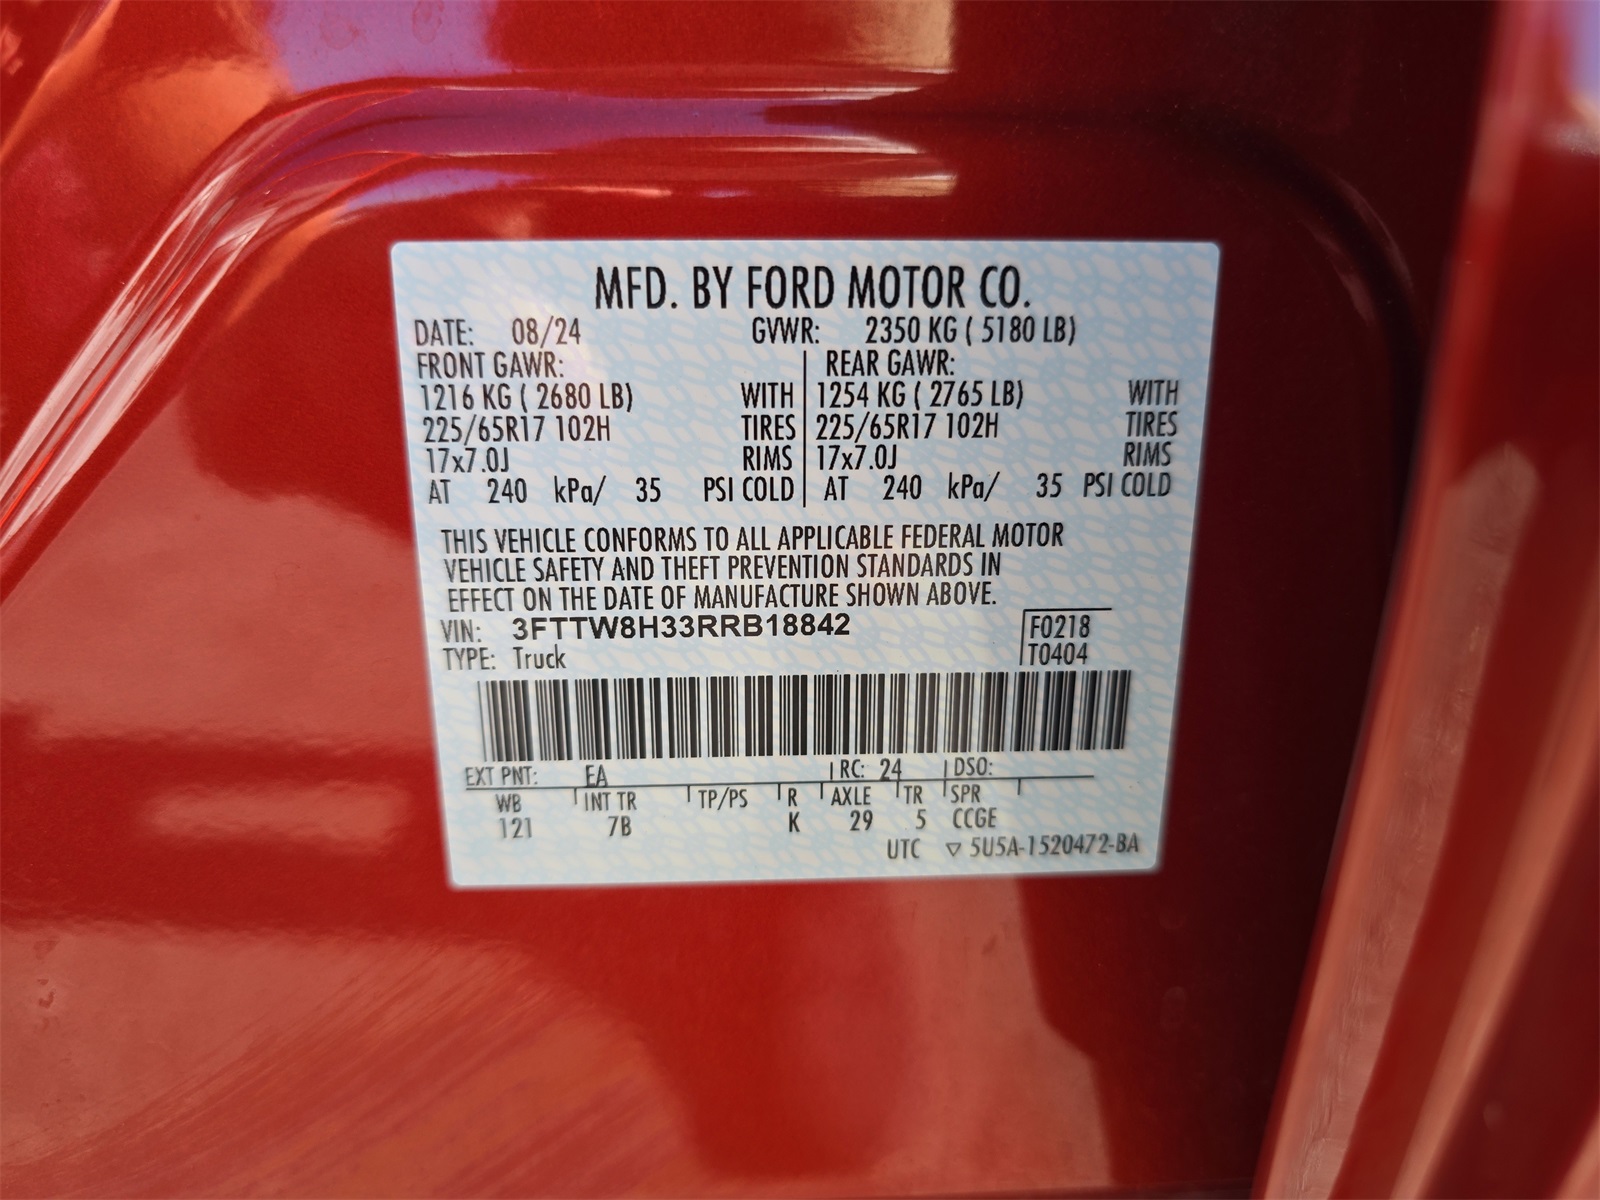 MFD. BY FORD MOTOR CO.
DATE: 08/24 GVWR: 2350 KG ( 5180 LB)
FRONT GAWR: REAR GAWR:
1216 KG ( 2680 LB) WITH 1254 KG ( 2765 LB) WITH
225/65R17 102H TIRES 225/65R17 102H TIRES
17x7.0J RIMS 17x7.0J RIMS
AT 240 kPa/ 35 PSI COLD AT 240 kPa/ 35 PSI COLD
THIS VEHICLE CONFORMS TO ALL APPLICABLE FEDERAL MOTOR
VEHICLE SAFETY AND THEFT PREVENTION STANDARDS IN
EFFECT ON THE DATE OF MANUFACTURE SHOWN ABOVE.
VIN: 3FTTW8H33RRB18842 F0218
TYPE: Truck T0404
EXT PNT: EA RC: 24 DSO:
WB INT TR TP/PS R AXLE TR SPR
121 7B K 29 5 CCGE
UTC ▽ 5U5A-1520472-BA